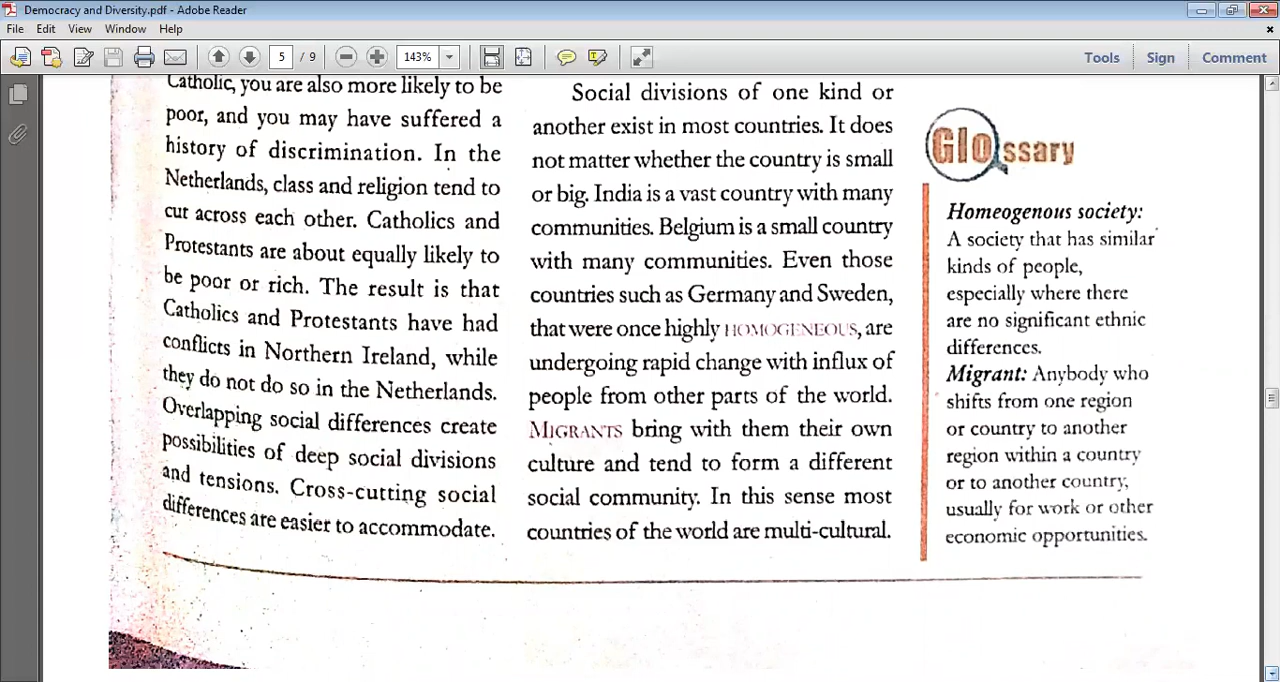 Democracy and Diversity.pdf - Adobe Reader
File Edit View Window Help
5 / 9
143%
Tools Sign Comment
Catholic, you are also more likely to be
poor, and you may have suffered a
history of discrimination. In the
Netherlands, class and religion tend to
cut across each other. Catholics and
Protestants are about equally likely to
be poor or rich. The result is that
Catholics and Protestants have had
conflicts in Northern Ireland, while
they do not do so in the Netherlands.
Overlapping social differences create
possibilities of deep social divisions
and tensions. Cross-cutting social
differences are easier to accommodate.
Social divisions of one kind or
another exist in most countries. It does
not matter whether the country is small
or big. India is a vast country with many
communities. Belgium is a small country
with many communities. Even those
countries such as Germany and Sweden,
that were once highly HOMOGENEOUS, are
undergoing rapid change with influx of
people from other parts of the world.
MIGRANTS bring with them their own
culture and tend to form a different
social community. In this sense most
countries of the world are multi-cultural.
Glossary
Homeogenous society:
A society that has similar
kinds of people,
especially where there
are no significant ethnic
differences.
Migrant: Anybody who
shifts from one region
or country to another
region within a country
or to another country,
usually for work or other
economic opportunities.